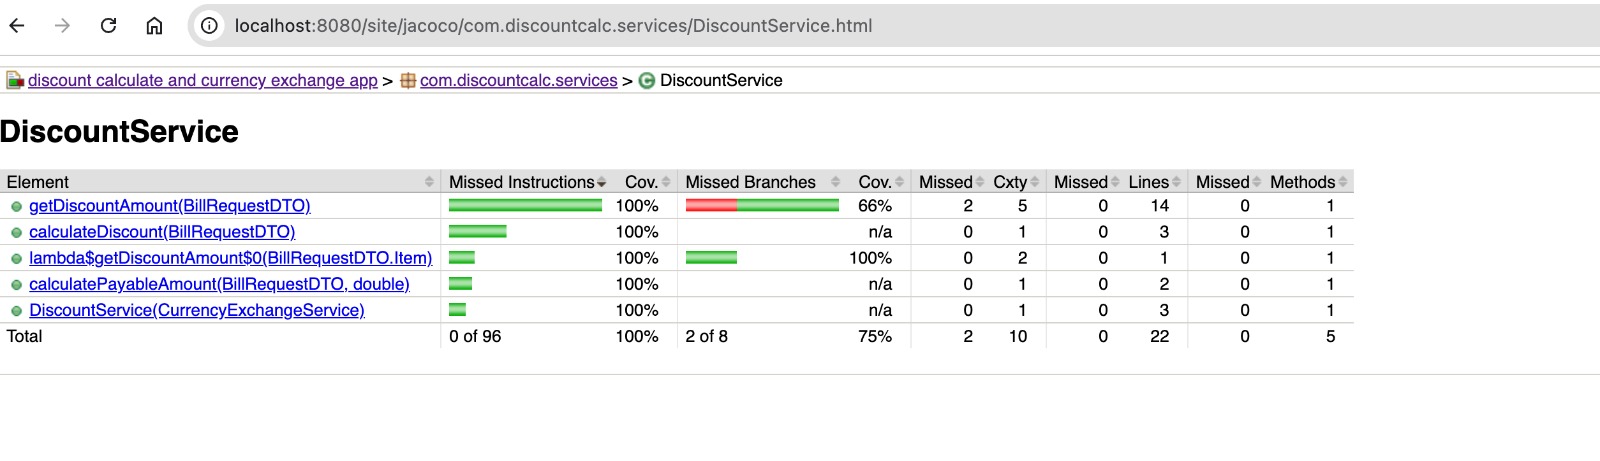 localhost:8080/site/jacoco/com.discountcalc.services/DiscountService.html
discount calculate and currency exchange app > com.discountcalc.services > DiscountService
DiscountService
Element Missed Instructions Cov. Missed Branches Cov. Missed Cxty Missed Lines Missed Methods
getDiscountAmount(BillRequestDTO) 100% 66% 2 5 0 14 0 1
calculateDiscount(BillRequestDTO) 100% n/a 0 1 0 3 0 1
lambda$getDiscountAmount$0(BillRequestDTO.Item) 100% 100% 0 2 0 1 0 1
calculatePayableAmount(BillRequestDTO, double) 100% n/a 0 1 0 2 0 1
DiscountService(CurrencyExchangeService) 100% n/a 0 1 0 3 0 1
Total 0 of 96 100% 2 of 8 75% 2 10 0 22 0 5